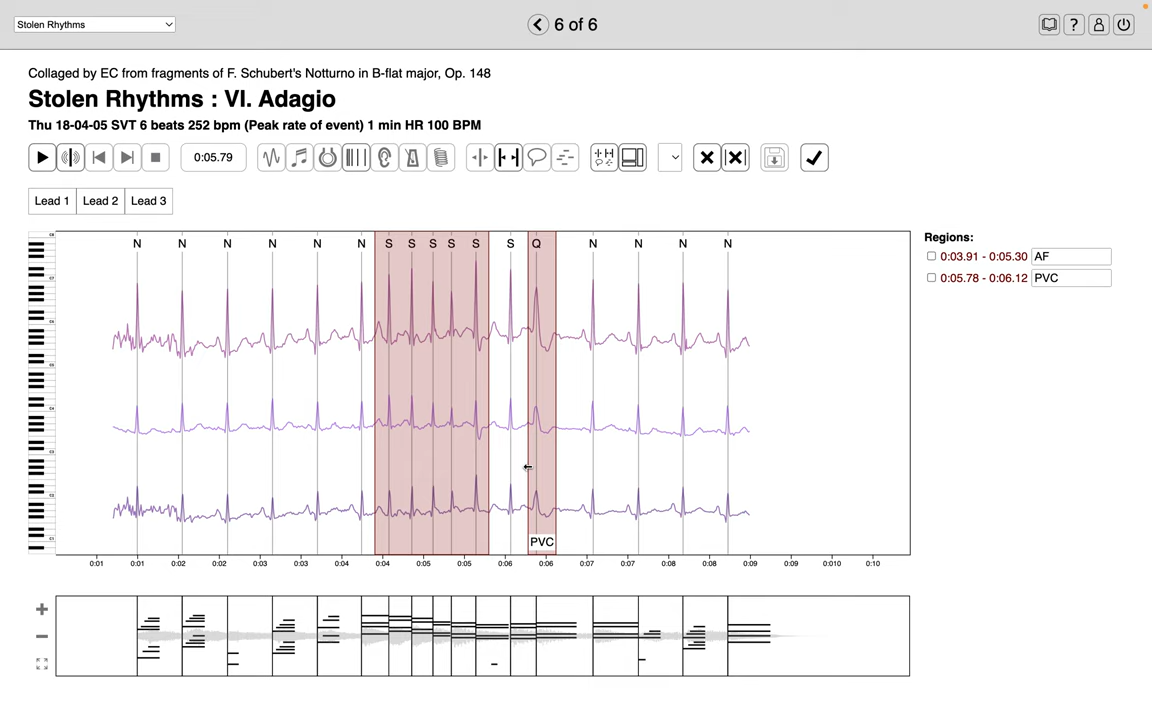 Stolen Rhythms
6 of 6
?
Collaged by EC from fragments of F. Schubert's Notturno in B-flat major, Op. 148
Stolen Rhythms : VI. Adagio
Thu 18-04-05 SVT 6 beats 252 bpm (Peak rate of event) 1 min HR 100 BPM
0:05.79
Lead 1 Lead 2 Lead 3
N N N N N N S S S S S S Q N N N N
Regions:
0:03.91 - 0:05.30 AF
0:05.78 - 0:06.12 PVC
PVC
0:01 0:01 0:02 0:02 0:03 0:03 0:04 0:04 0:05 0:05 0:06 0:06 0:07 0:07 0:08 0:08 0:09 0:09 0:010 0:10